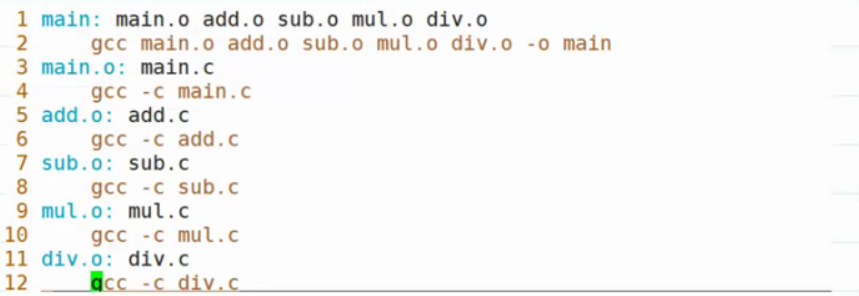 1 main: main.o add.o sub.o mul.o div.o
2     gcc main.o add.o sub.o mul.o div.o -o main
3 main.o: main.c
4     gcc -c main.c
5 add.o: add.c
6     gcc -c add.c
7 sub.o: sub.c
8     gcc -c sub.c
9 mul.o: mul.c
10     gcc -c mul.c
11 div.o: div.c
12     gcc -c div.c